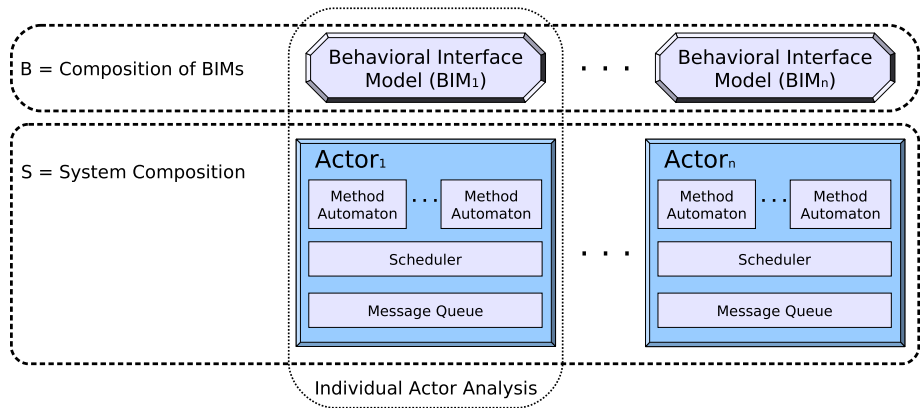 B = Composition of BIMs
Behavioral Interface
Model (BIM₁)
. . .
Behavioral Interface
Model (BIMₙ)
S = System Composition
Actor₁
Method
Automaton
...
Method
Automaton
Scheduler
Message Queue
. . .
Actorₙ
Method
Automaton
...
Method
Automaton
Scheduler
Message Queue
Individual Actor Analysis